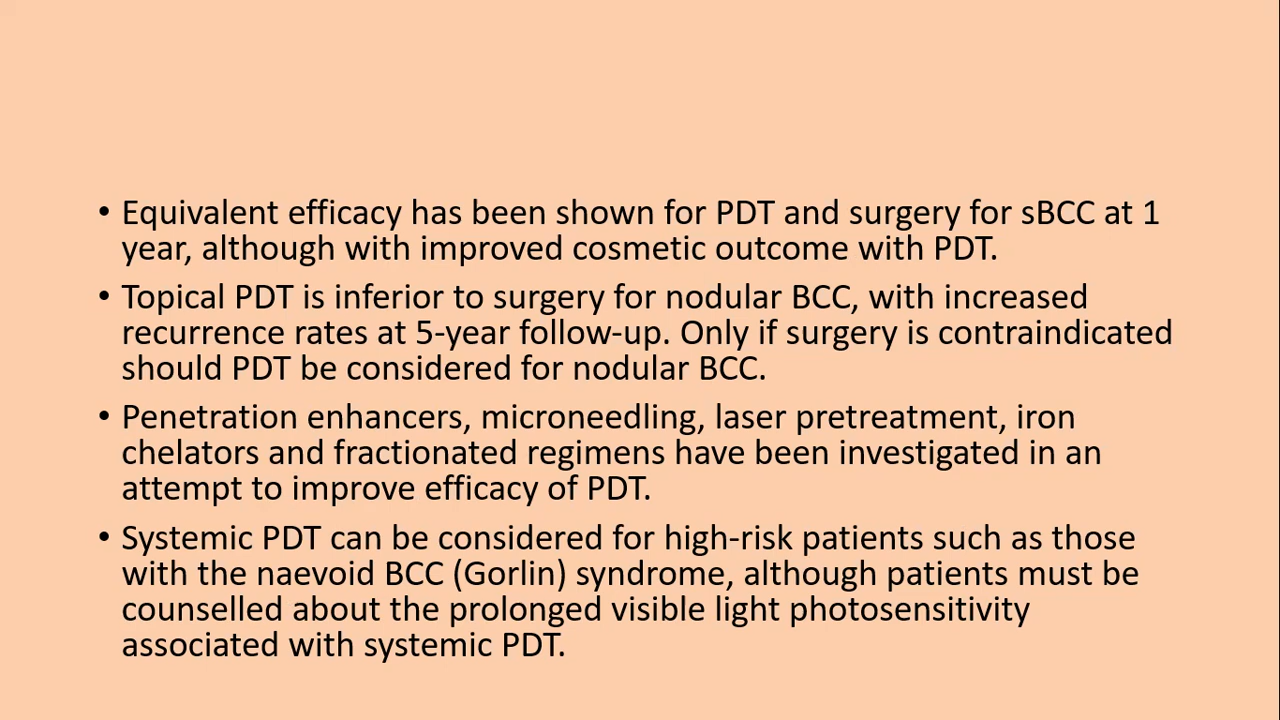 • Equivalent efficacy has been shown for PDT and surgery for sBCC at 1
year, although with improved cosmetic outcome with PDT.
• Topical PDT is inferior to surgery for nodular BCC, with increased
recurrence rates at 5-year follow-up. Only if surgery is contraindicated
should PDT be considered for nodular BCC.
• Penetration enhancers, microneedling, laser pretreatment, iron
chelators and fractionated regimens have been investigated in an
attempt to improve efficacy of PDT.
• Systemic PDT can be considered for high-risk patients such as those
with the naevoid BCC (Gorlin) syndrome, although patients must be
counselled about the prolonged visible light photosensitivity
associated with systemic PDT.